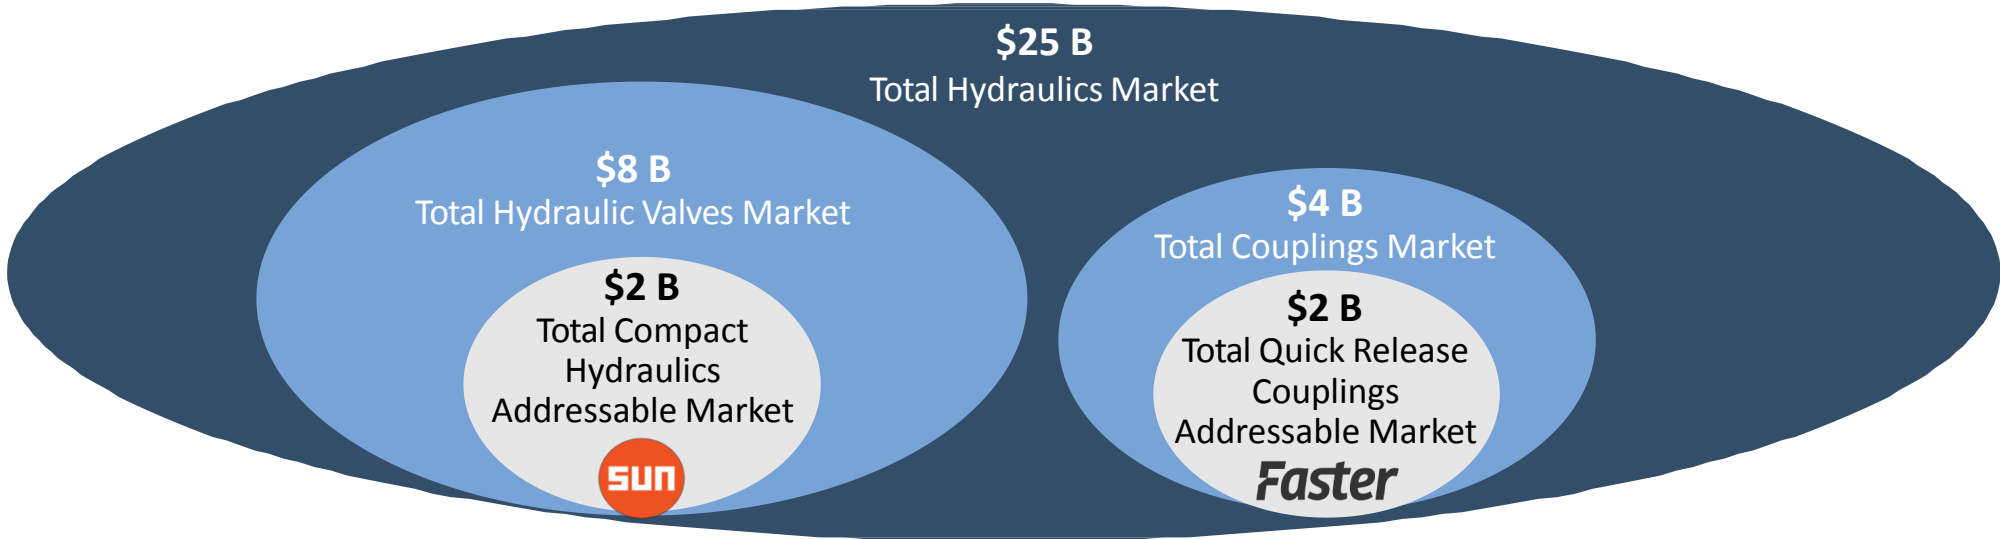 $25 B
Total Hydraulics Market
$8 B
Total Hydraulic Valves Market
$2 B
Total Compact
Hydraulics
Addressable Market
sun
$4 B
Total Couplings Market
$2 B
Total Quick Release
Couplings
Addressable Market
Faster